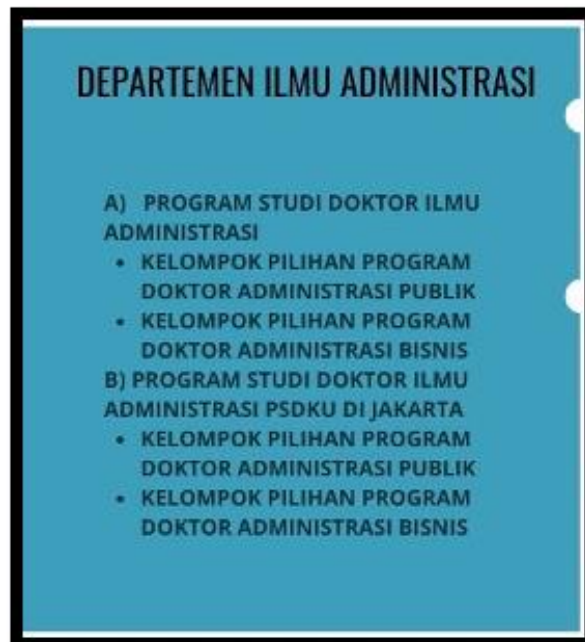 DEPARTEMEN ILMU ADMINISTRASI
A) PROGRAM STUDI DOKTOR ILMU
ADMINISTRASI
• KELOMPOK PILIHAN PROGRAM
DOKTOR ADMINISTRASI PUBLIK
• KELOMPOK PILIHAN PROGRAM
DOKTOR ADMINISTRASI BISNIS
B) PROGRAM STUDI DOKTOR ILMU
ADMINISTRASI PSDKU DI JAKARTA
• KELOMPOK PILIHAN PROGRAM
DOKTOR ADMINISTRASI PUBLIK
• KELOMPOK PILIHAN PROGRAM
DOKTOR ADMINISTRASI BISNIS